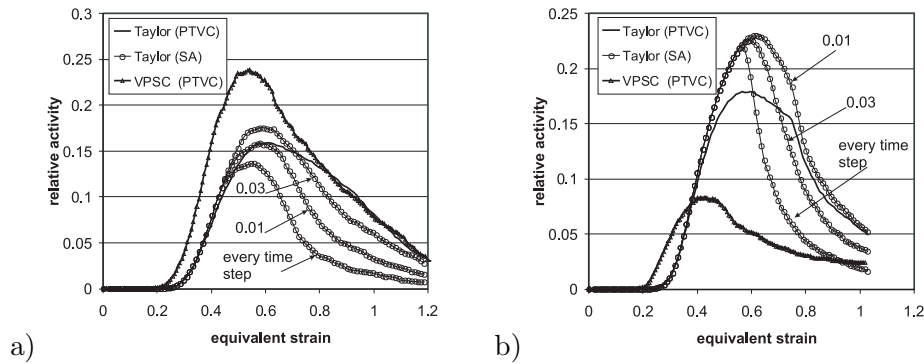 a)
0.3
0.25
0.2
0.15
0.1
0.05
0
relative activity
Taylor (PTVC)
Taylor (SA)
VPSC (PTVC)
0.03
0.01
every time
step
0 0.2 0.4 0.6 0.8 1 1.2
equivalent strain
b)
0.25
0.2
0.15
0.1
0.05
0
relative activity
Taylor (PTVC)
Taylor (SA)
VPSC (PTVC)
0.01
0.03
every time
step
0 0.2 0.4 0.6 0.8 1 1.2
equivalent strain